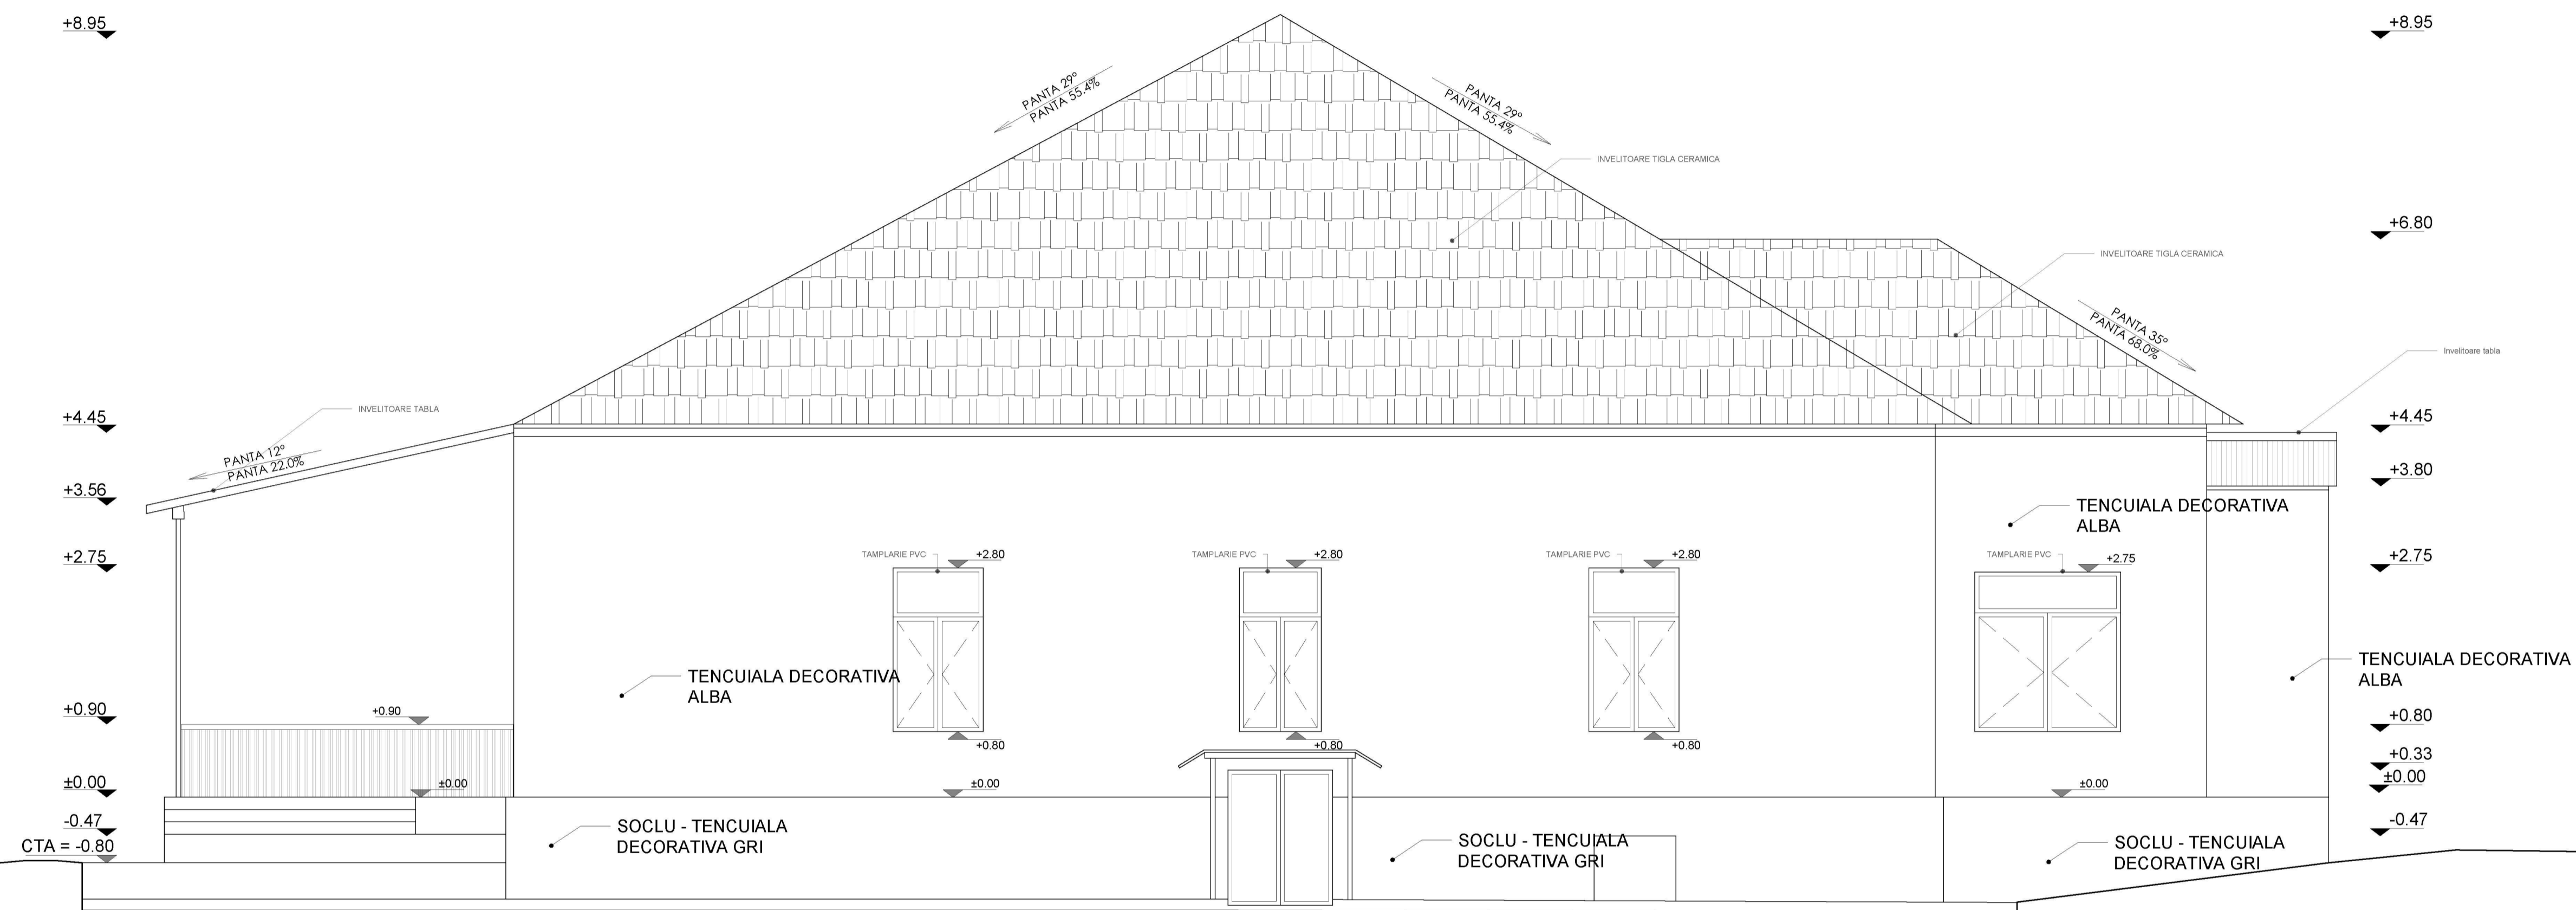 +8.95
+8.95
PANTA 29°
PANTA 55.4%
PANTA 29°
PANTA 55.4%
INVELITOARE TIGLA CERAMICA
+6.80
INVELITOARE TIGLA CERAMICA
PANTA 35°
PANTA 68.0%
Invelitoare tabla
INVELITOARE TABLA
+4.45
+4.45
PANTA 12°
PANTA 22.0%
+3.56
+3.80
TENCUIALA DECORATIVA
ALBA
+2.75
TAMPLARIE PVC
+2.80
TAMPLARIE PVC
+2.80
TAMPLARIE PVC
+2.80
TAMPLARIE PVC
+2.75
+2.75
TENCUIALA DECORATIVA
ALBA
TENCUIALA DECORATIVA
ALBA
+0.90
+0.90
+0.80
+0.80
+0.80
+0.80
+0.33
±0.00
±0.00
±0.00
±0.00
±0.00
-0.47
SOCLU - TENCUIALA
DECORATIVA GRI
SOCLU - TENCUIALA
DECORATIVA GRI
SOCLU - TENCUIALA
DECORATIVA GRI
-0.47
CTA = -0.80